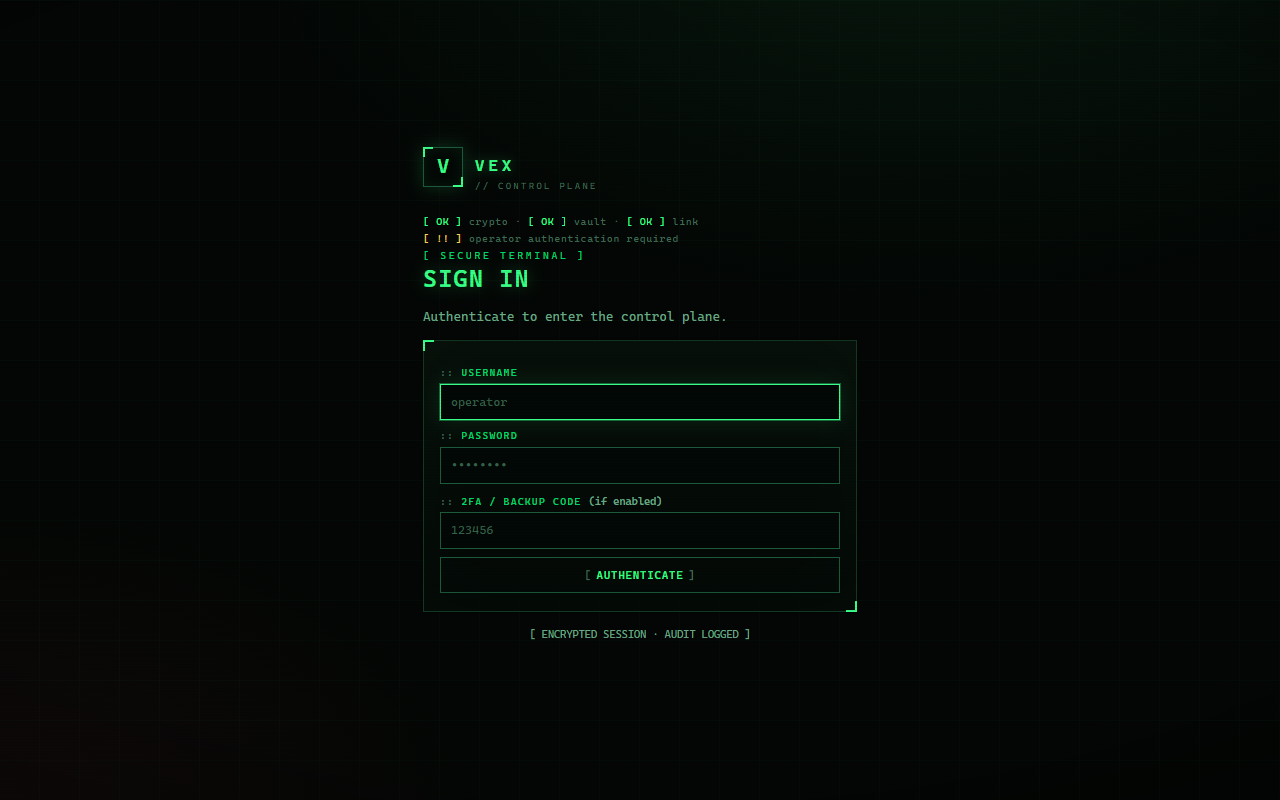 V
VEX
// CONTROL PLANE
[ OK ] crypto · [ OK ] vault · [ OK ] link
[ !! ] operator authentication required
[ SECURE TERMINAL ]
SIGN IN
Authenticate to enter the control plane.
:: USERNAME
operator
:: PASSWORD
••••••••
:: 2FA / BACKUP CODE (if enabled)
123456
[ AUTHENTICATE ]
[ ENCRYPTED SESSION · AUDIT LOGGED ]